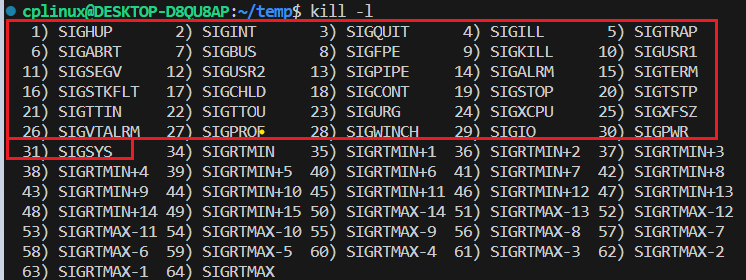 cplinux@DESKTOP-D8QU8AP:~/temp$ kill -l
1) SIGHUP 2) SIGINT 3) SIGQUIT 4) SIGILL 5) SIGTRAP
6) SIGABRT 7) SIGBUS 8) SIGFPE 9) SIGKILL 10) SIGUSR1
11) SIGSEGV 12) SIGUSR2 13) SIGPIPE 14) SIGALRM 15) SIGTERM
16) SIGSTKFLT 17) SIGCHLD 18) SIGCONT 19) SIGSTOP 20) SIGTSTP
21) SIGTTIN 22) SIGTTOU 23) SIGURG 24) SIGXCPU 25) SIGXFSZ
26) SIGVTALRM 27) SIGPROF 28) SIGWINCH 29) SIGIO 30) SIGPWR
31) SIGSYS 34) SIGRTMIN 35) SIGRTMIN+1 36) SIGRTMIN+2 37) SIGRTMIN+3
38) SIGRTMIN+4 39) SIGRTMIN+5 40) SIGRTMIN+6 41) SIGRTMIN+7 42) SIGRTMIN+8
43) SIGRTMIN+9 44) SIGRTMIN+10 45) SIGRTMIN+11 46) SIGRTMIN+12 47) SIGRTMIN+13
48) SIGRTMIN+14 49) SIGRTMIN+15 50) SIGRTMAX-14 51) SIGRTMAX-13 52) SIGRTMAX-12
53) SIGRTMAX-11 54) SIGRTMAX-10 55) SIGRTMAX-9 56) SIGRTMAX-8 57) SIGRTMAX-7
58) SIGRTMAX-6 59) SIGRTMAX-5 60) SIGRTMAX-4 61) SIGRTMAX-3 62) SIGRTMAX-2
63) SIGRTMAX-1 64) SIGRTMAX